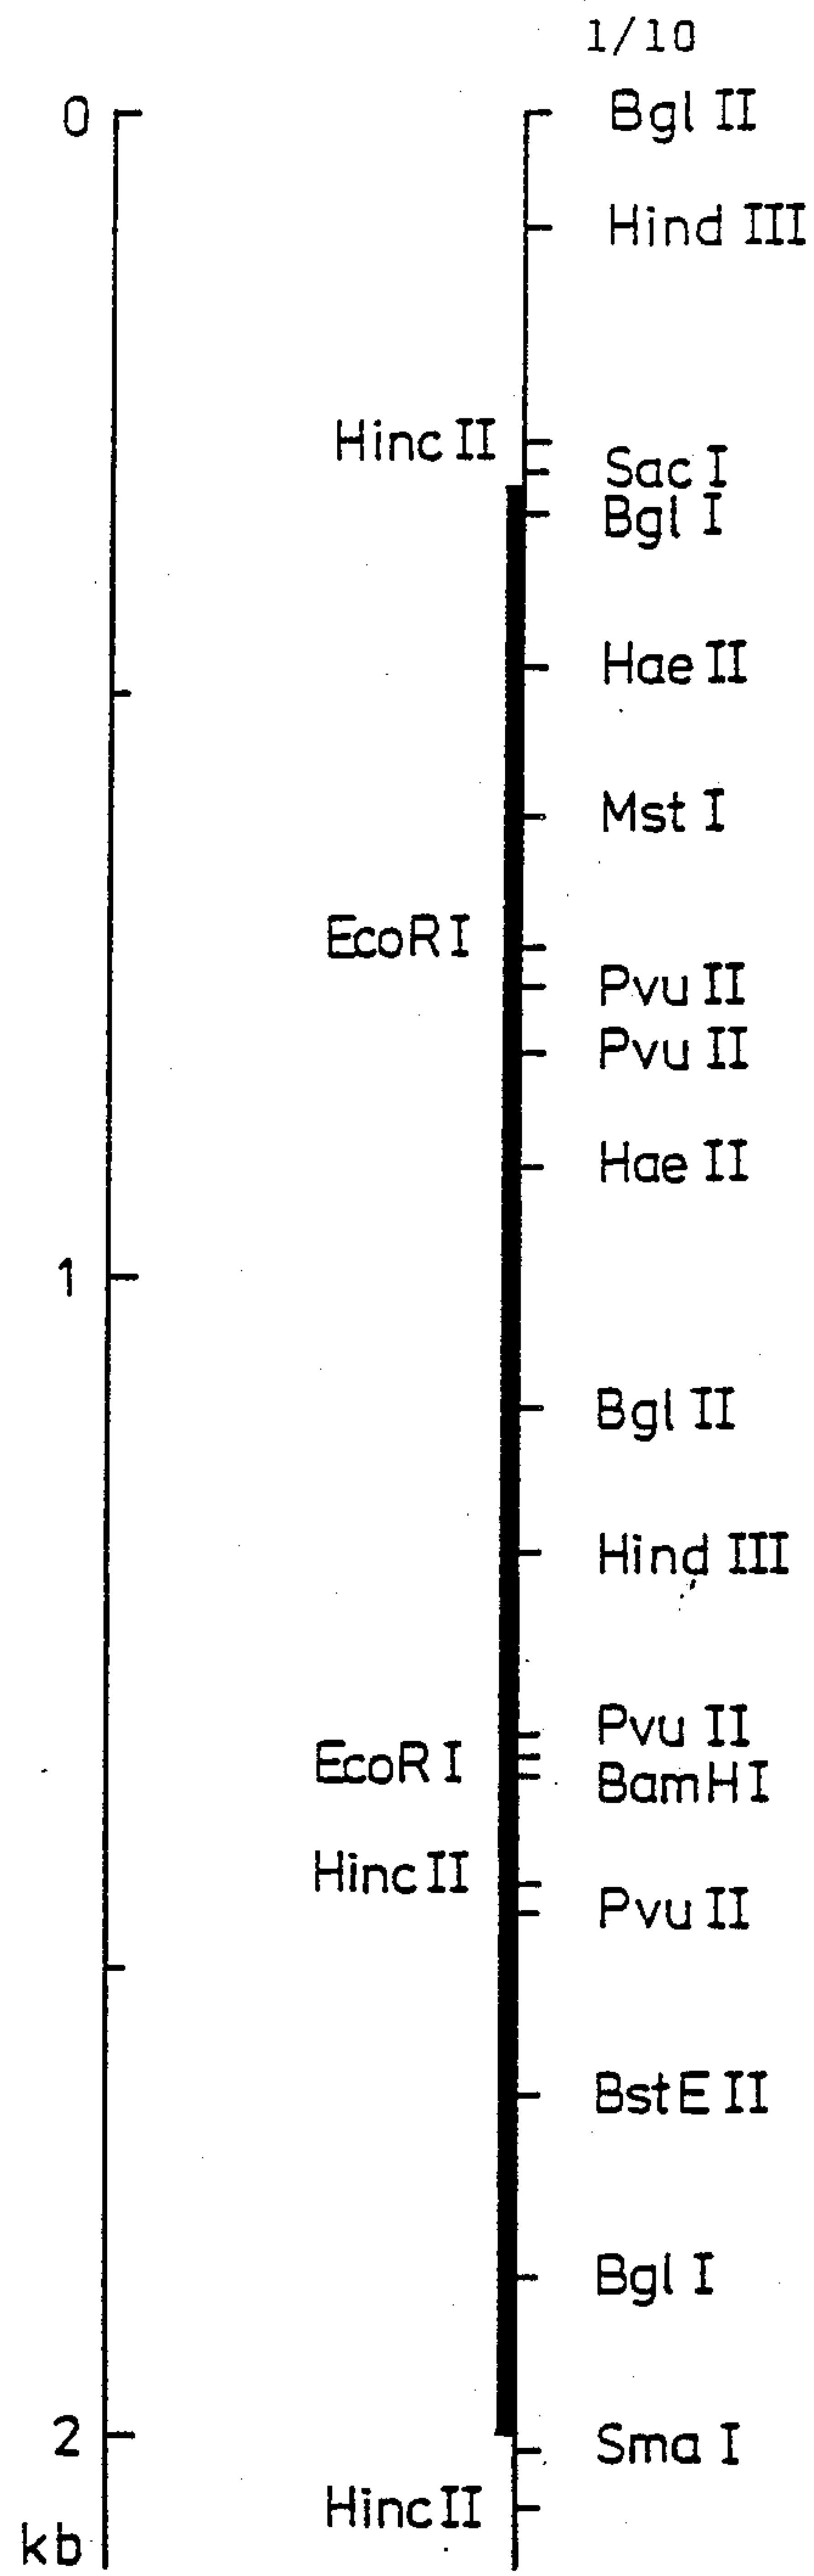 1/10
0
Bgl II
Hind III
Hinc II
Sac I
Bgl I
Hae II
Mst I
EcoR I
Pvu II
Pvu II
Hae II
1
Bgl II
Hind III
Pvu II
EcoR I
BamH I
Hinc II
Pvu II
BstE II
Bgl I
2
Sma I
Hinc II
kb